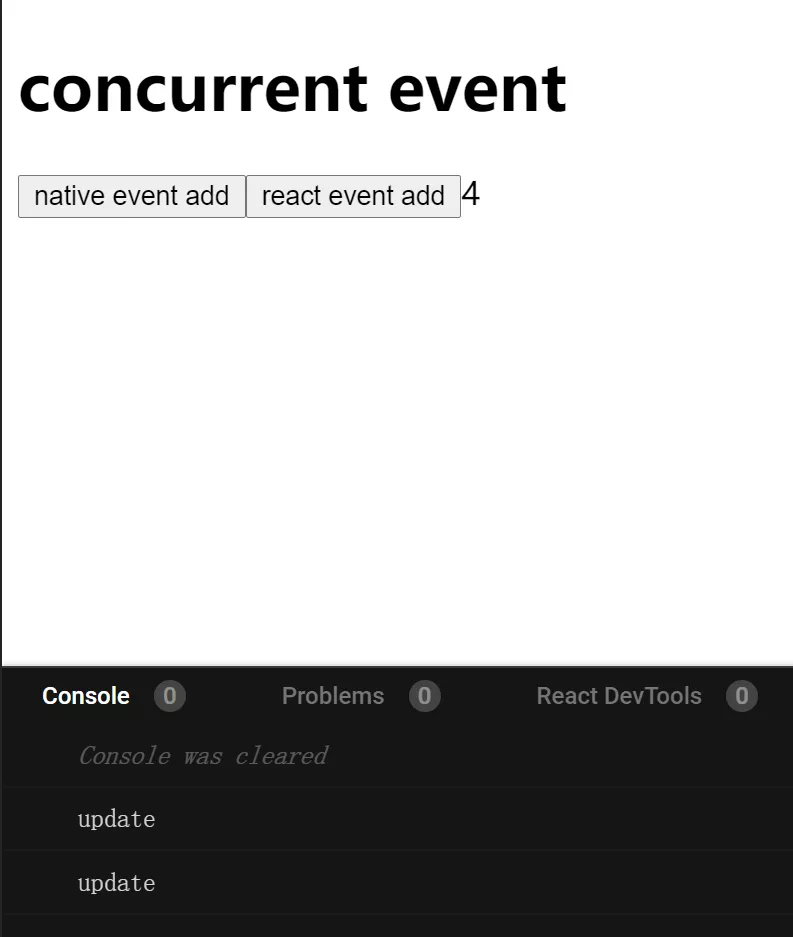 concurrent event
native event add react event add 4
Console 0 Problems 0 React DevTools 0
Console was cleared
update
update